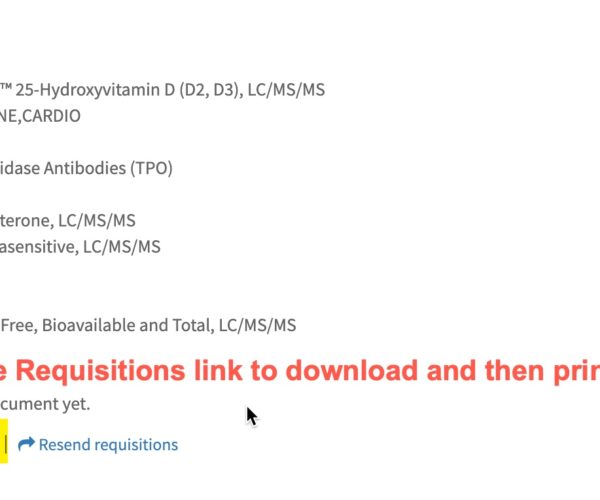 ™ 25-Hydroxyvitamin D (D2, D3), LC/MS/MS
NE,CARDIO
idase Antibodies (TPO)
terone, LC/MS/MS
asensitive, LC/MS/MS
Free, Bioavailable and Total, LC/MS/MS
e Requisitions link to download and then prin
cument yet.
| Resend requisitions